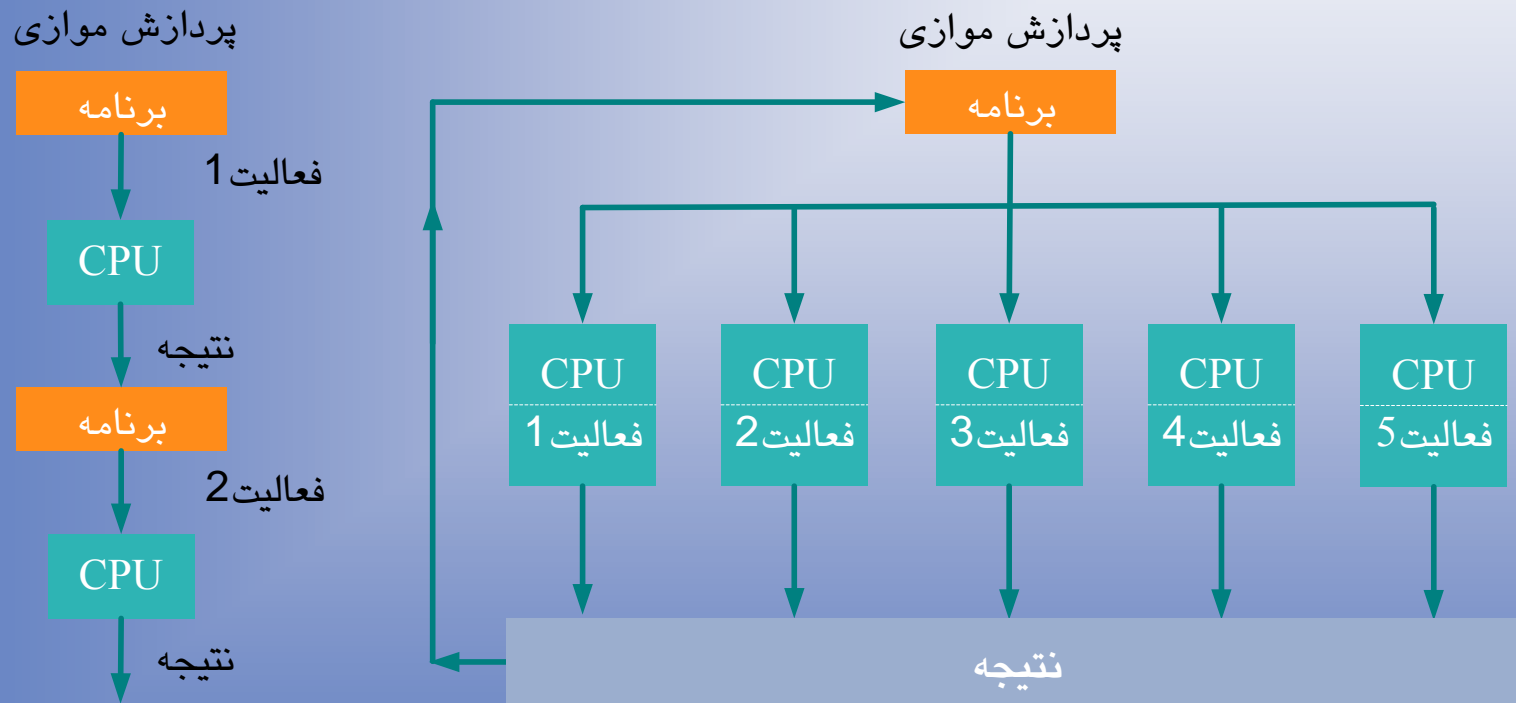 پردازش موازی
برنامه
فعالیت1
CPU
نتیجه
برنامه
فعالیت2
CPU
نتیجه
پردازش موازی
برنامه
CPU
فعالیت1
CPU
فعالیت2
CPU
فعالیت3
CPU
فعالیت4
CPU
فعالیت5
نتیجه